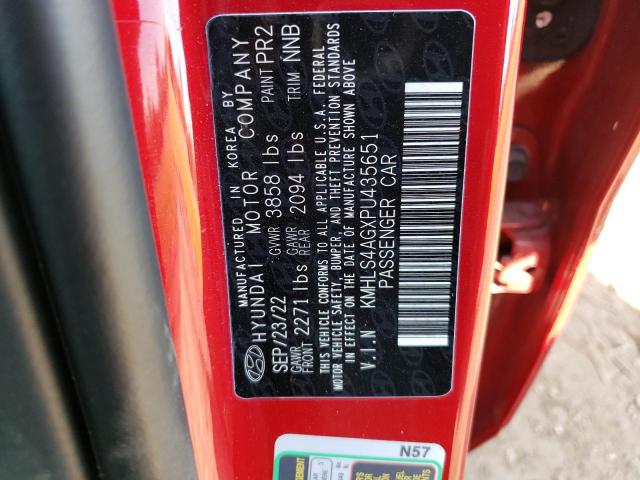 MANUFACTURED IN KOREA BY
HYUNDAI MOTOR COMPANY
SEP/23/22 GVWR 3858 lbs PAINT PR2
GAWR FRONT 2271 lbs GAWR REAR 2094 lbs TRIM NNB
THIS VEHICLE CONFORMS TO ALL APPLICABLE U.S.A. FEDERAL
MOTOR VEHICLE SAFETY, BUMPER, AND THEFT PREVENTION STANDARDS
IN EFFECT ON THE DATE OF MANUFACTURE SHOWN ABOVE
V.I.N KMHLS4AGXPU435651
PASSENGER CAR
N57